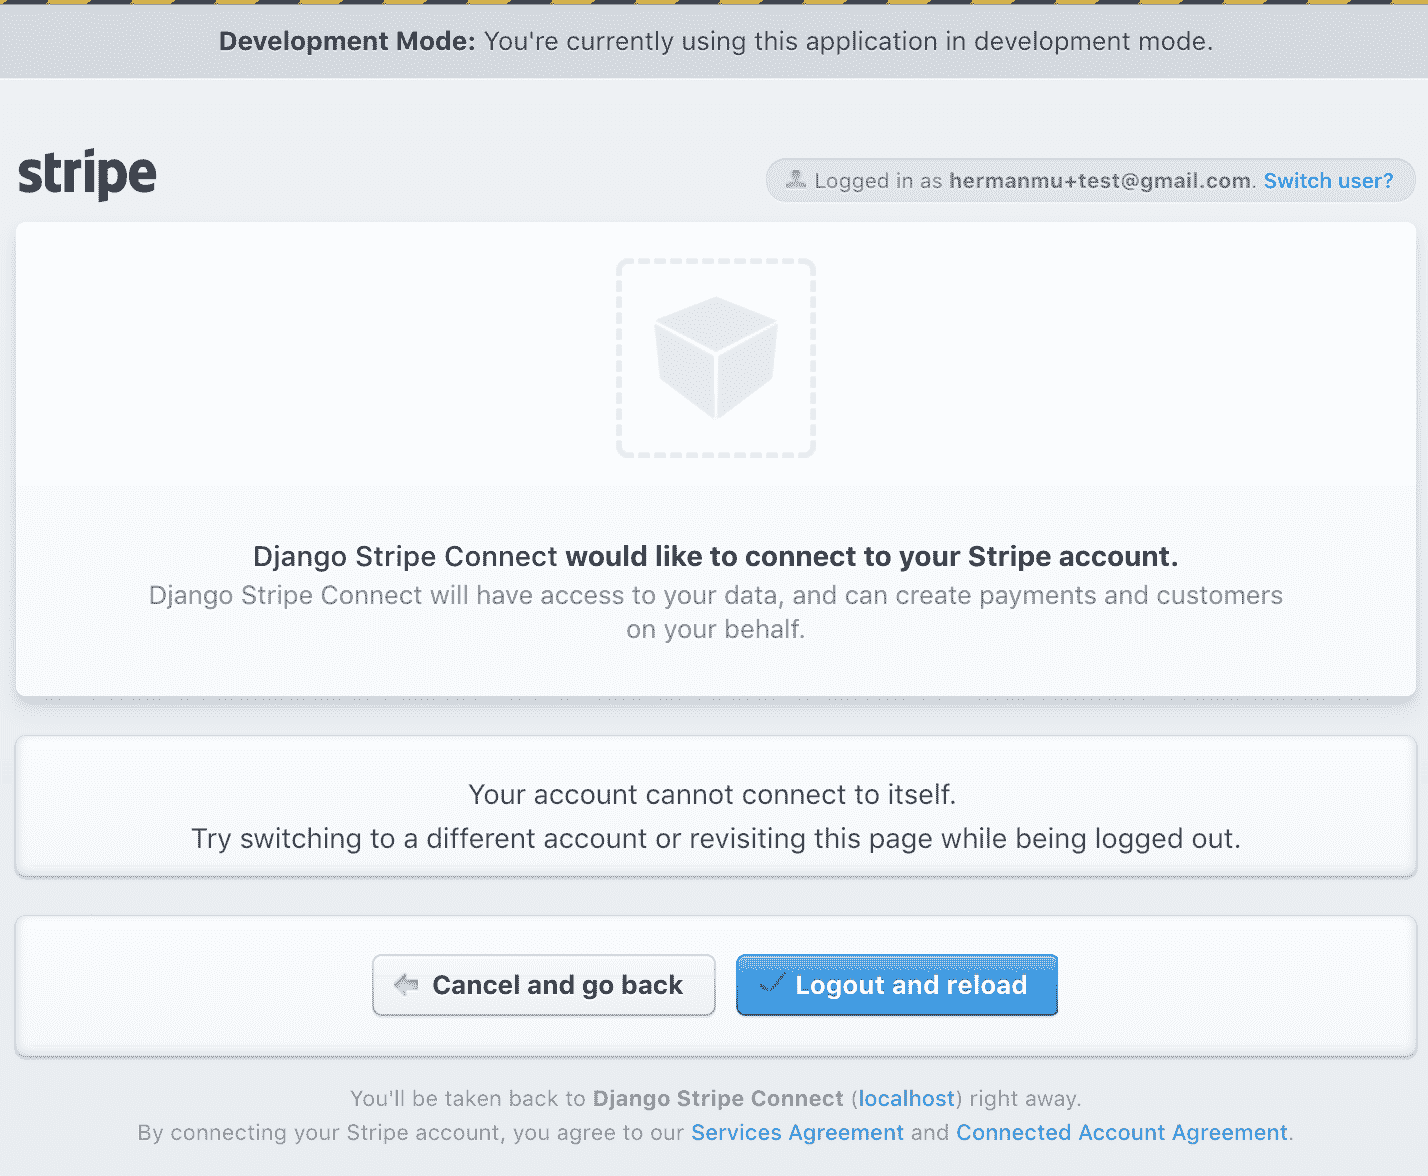 Development Mode: You're currently using this application in development mode.
stripe
Logged in as hermanmu+test@gmail.com. Switch user?
Django Stripe Connect would like to connect to your Stripe account.
Django Stripe Connect will have access to your data, and can create payments and customers
on your behalf.
Your account cannot connect to itself.
Try switching to a different account or revisiting this page while being logged out.
Cancel and go back
Logout and reload
You'll be taken back to Django Stripe Connect (localhost) right away.
By connecting your Stripe account, you agree to our Services Agreement and Connected Account Agreement.